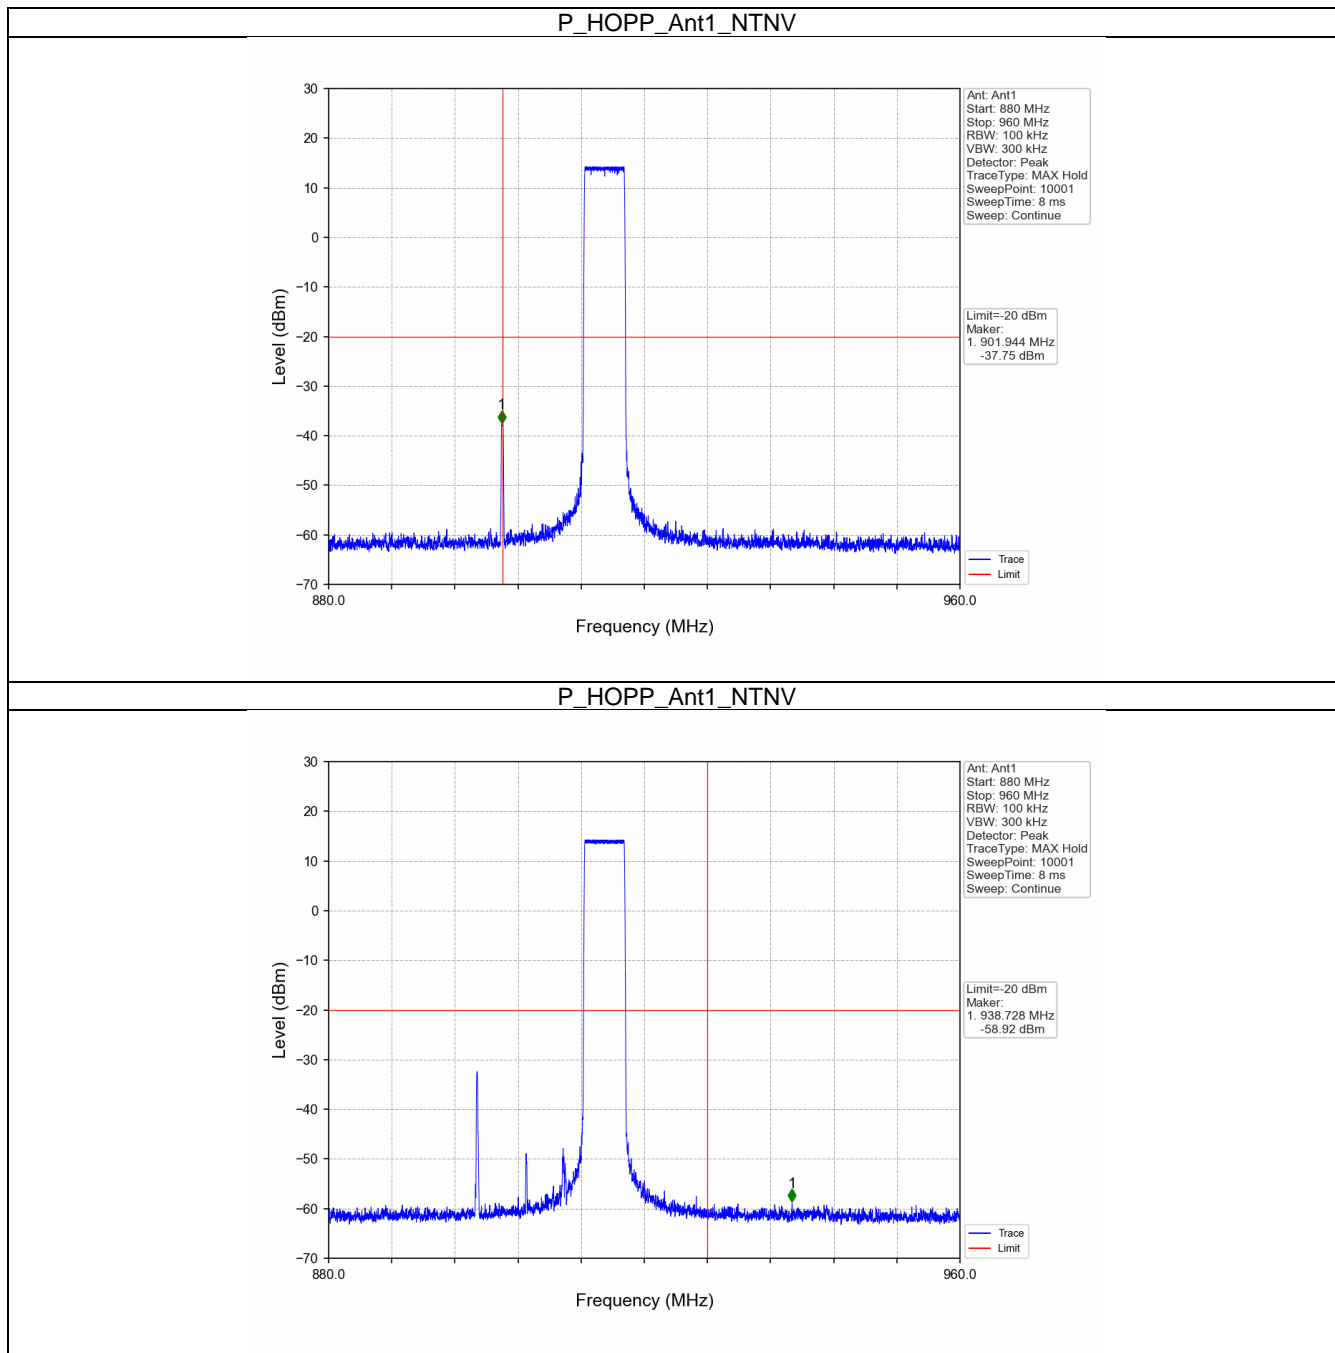 P_HOPP_Ant1_NTNV
30
20
10
0
−10
−20
−30
−40
−50
−60
−70
Level (dBm)
1
880.0
960.0
Frequency (MHz)
Ant: Ant1
Start: 880 MHz
Stop: 960 MHz
RBW: 100 kHz
VBW: 300 kHz
Detector: Peak
TraceType: MAX Hold
SweepPoint: 10001
SweepTime: 8 ms
Sweep: Continue
Limit=-20 dBm
Maker:
1. 901.944 MHz
-37.75 dBm
Trace
Limit
P_HOPP_Ant1_NTNV
30
20
10
0
−10
−20
−30
−40
−50
−60
−70
Level (dBm)
1
880.0
960.0
Frequency (MHz)
Ant: Ant1
Start: 880 MHz
Stop: 960 MHz
RBW: 100 kHz
VBW: 300 kHz
Detector: Peak
TraceType: MAX Hold
SweepPoint: 10001
SweepTime: 8 ms
Sweep: Continue
Limit=-20 dBm
Maker:
1. 938.728 MHz
-58.92 dBm
Trace
Limit